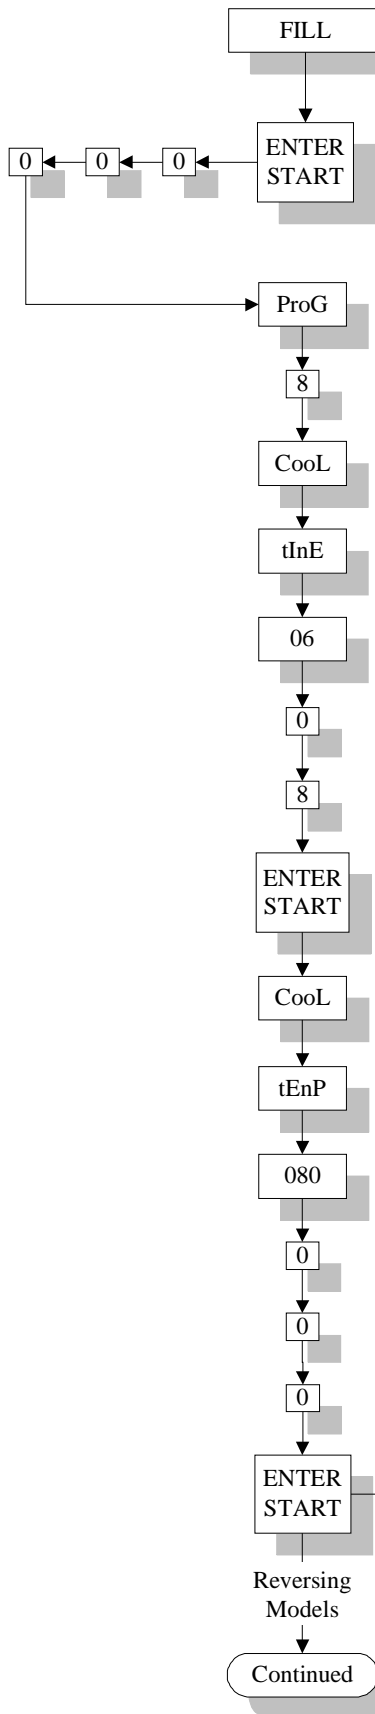 FILL
ENTER
START
0 0 0
ProG
8
CooL
tInE
06
0
8
ENTER
START
CooL
tEnP
080
0
0
0
ENTER
START
Reversing
Models
Continued